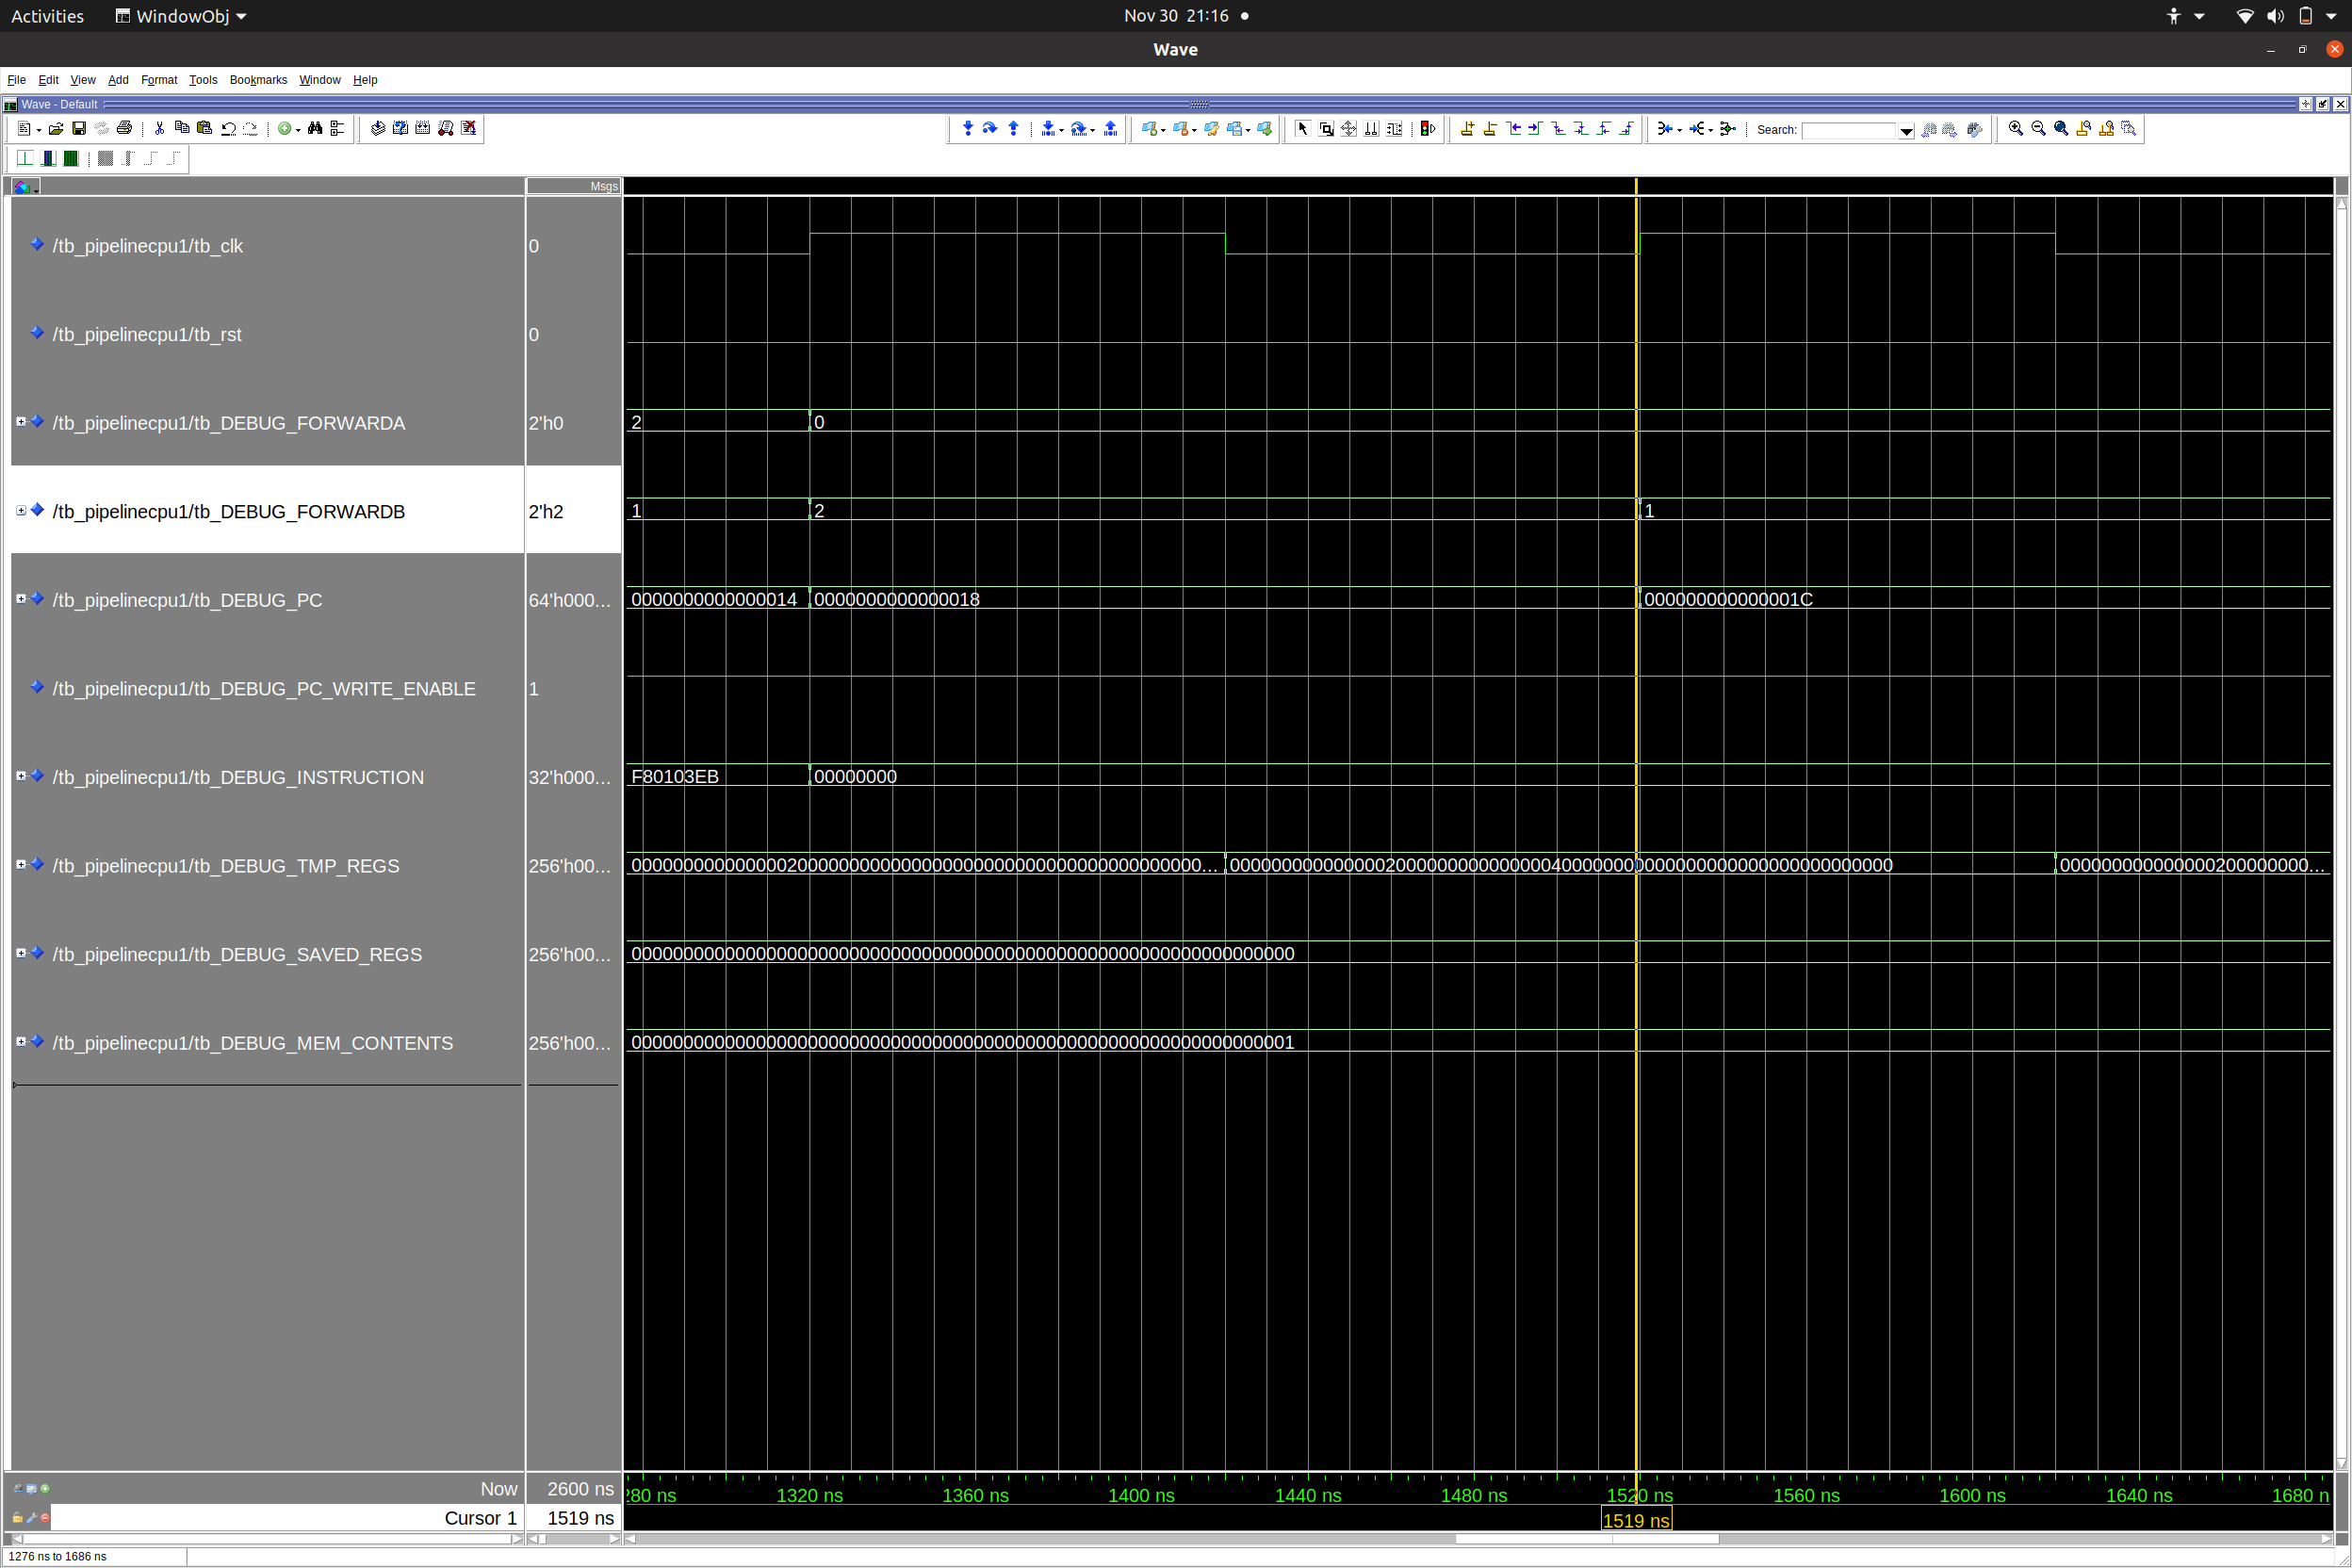 Activities WindowObj Nov 30 21:16
Wave
File Edit View Add Format Tools Bookmarks Window Help
Wave - Default
Search:
Msgs
/tb_pipelinecpu1/tb_clk 0
/tb_pipelinecpu1/tb_rst 0
/tb_pipelinecpu1/tb_DEBUG_FORWARDA 2'h0 2 0
/tb_pipelinecpu1/tb_DEBUG_FORWARDB 2'h2 1 2 1
/tb_pipelinecpu1/tb_DEBUG_PC 64'h000... 0000000000000014 0000000000000018 000000000000001C
/tb_pipelinecpu1/tb_DEBUG_PC_WRITE_ENABLE 1
/tb_pipelinecpu1/tb_DEBUG_INSTRUCTION 32'h000... F80103EB 00000000
/tb_pipelinecpu1/tb_DEBUG_TMP_REGS 256'h00... 0000000000000002000000000000000000000000000000000000000... 0000000000000002000000000000000400000000000000000000000000000000 000000000000000200000000...
/tb_pipelinecpu1/tb_DEBUG_SAVED_REGS 256'h00... 0000000000000000000000000000000000000000000000000000000000000000
/tb_pipelinecpu1/tb_DEBUG_MEM_CONTENTS 256'h00... 0000000000000000000000000000000000000000000000000000000000000001
Now 2600 ns 280 ns 1320 ns 1360 ns 1400 ns 1440 ns 1480 ns 1520 ns 1560 ns 1600 ns 1640 ns 1680 n
Cursor 1 1519 ns 1519 ns
1276 ns to 1686 ns